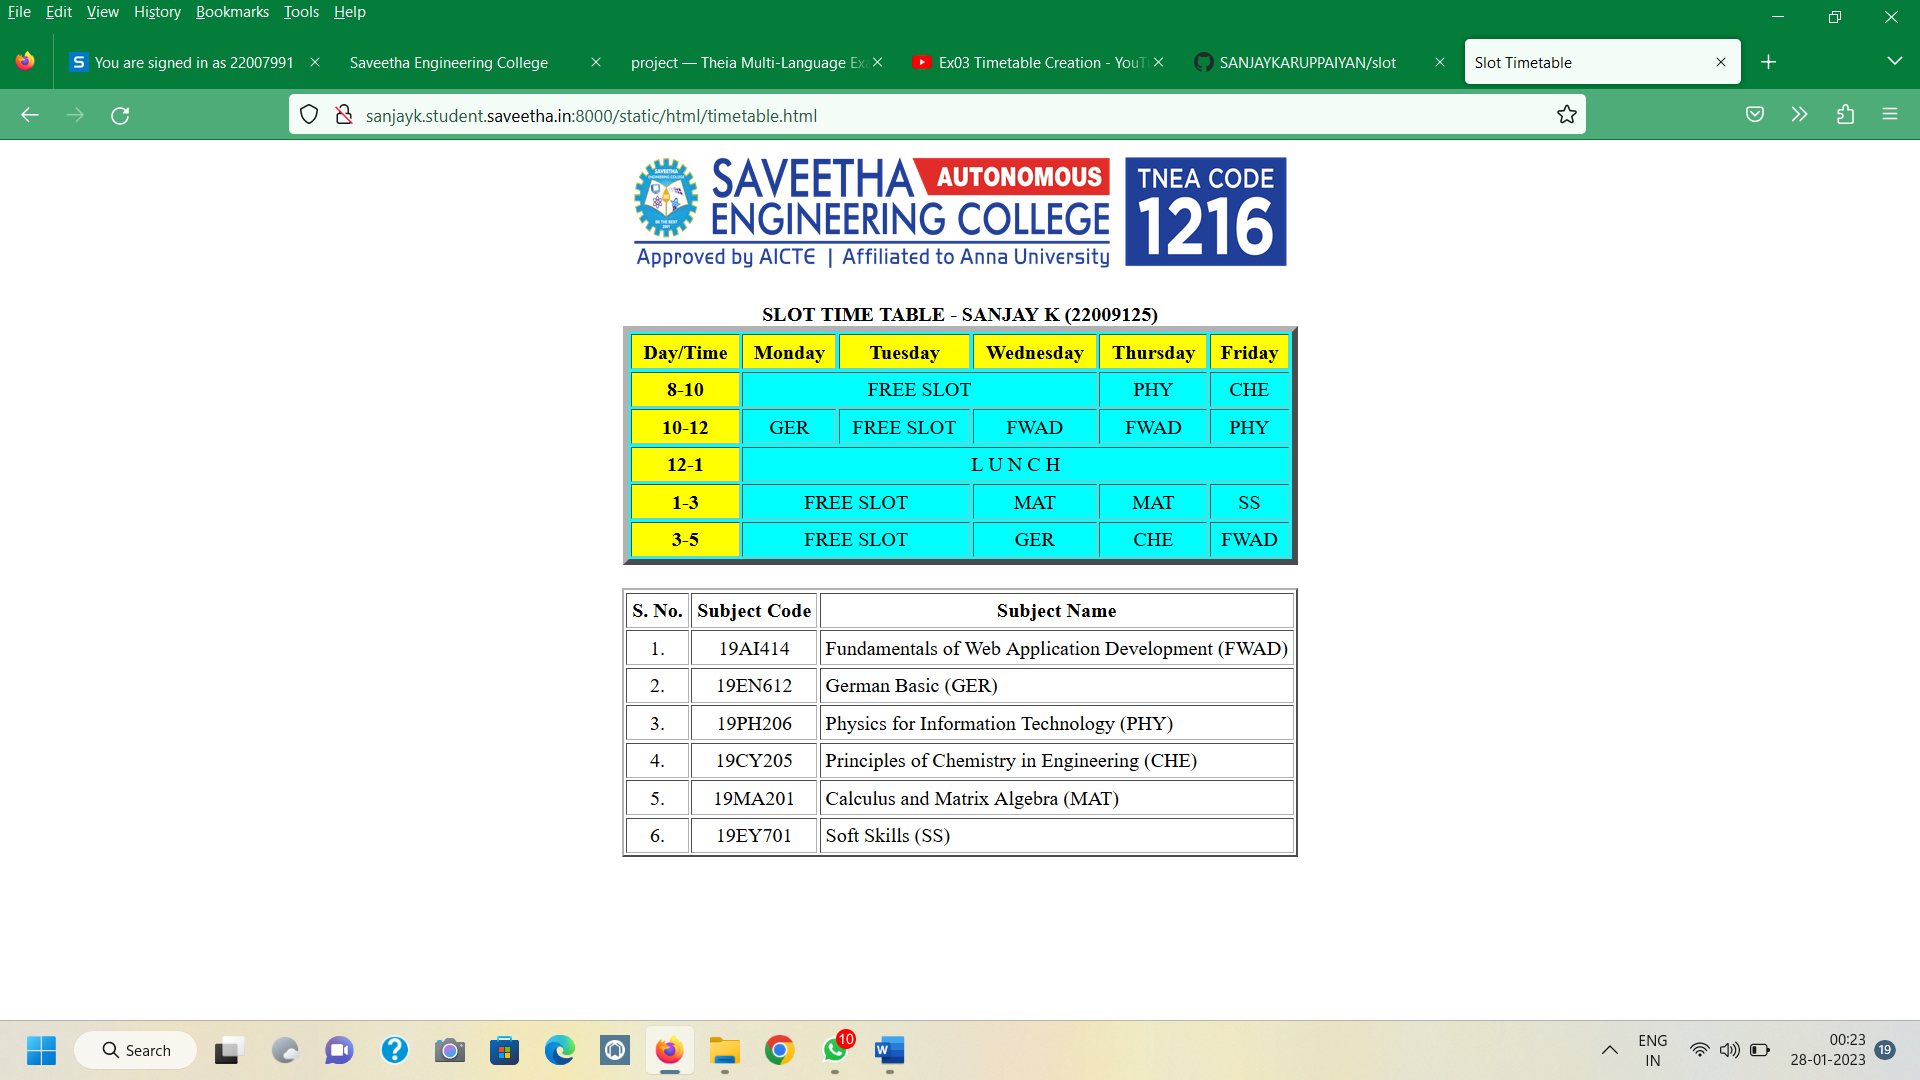 File Edit View History Bookmarks Tools Help
You are signed in as 22007991
Saveetha Engineering College
project — Theia Multi-Language Ex
Ex03 Timetable Creation - YouT
SANJAYKARUPPAIYAN/slot
Slot Timetable
sanjayk.student.saveetha.in:8000/static/html/timetable.html
SAVEETHA AUTONOMOUS
ENGINEERING COLLEGE
Approved by AICTE | Affiliated to Anna University
TNEA CODE
1216
SLOT TIME TABLE - SANJAY K (22009125)
Day/Time Monday Tuesday Wednesday Thursday Friday
8-10 FREE SLOT PHY CHE
10-12 GER FREE SLOT FWAD FWAD PHY
12-1 L U N C H
1-3 FREE SLOT MAT MAT SS
3-5 FREE SLOT GER CHE FWAD
S. No. Subject Code Subject Name
1. 19AI414 Fundamentals of Web Application Development (FWAD)
2. 19EN612 German Basic (GER)
3. 19PH206 Physics for Information Technology (PHY)
4. 19CY205 Principles of Chemistry in Engineering (CHE)
5. 19MA201 Calculus and Matrix Algebra (MAT)
6. 19EY701 Soft Skills (SS)
Search
10
ENG
IN
00:23
28-01-2023
19